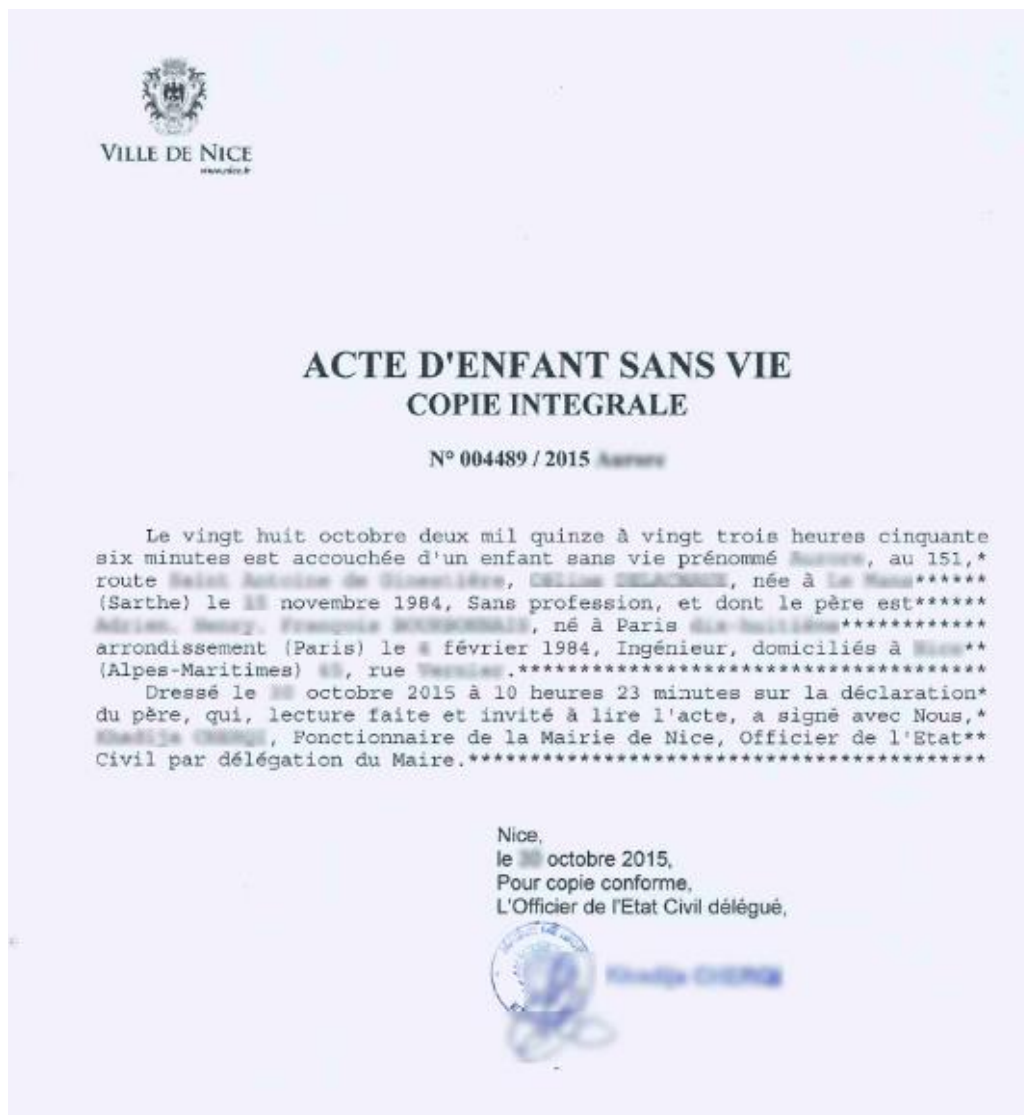 VILLE DE NICE
www.nice.fr
ACTE D'ENFANT SANS VIE
COPIE INTEGRALE
N° 004489 / 2015
Le vingt huit octobre deux mil quinze à vingt trois heures cinquante
six minutes est accouchée d'un enfant sans vie prénommé , au 151,*
route , , née à ******
(Sarthe) le novembre 1984, Sans profession, et dont le père est******
, né à Paris ************
arrondissement (Paris) le février 1984, Ingénieur, domiciliés à **
(Alpes-Maritimes) , rue .***************************************
Dressé le octobre 2015 à 10 heures 23 minutes sur la déclaration*
du père, qui, lecture faite et invité à lire l'acte, a signé avec Nous,*
, Fonctionnaire de la Mairie de Nice, Officier de l'Etat**
Civil par délégation du Maire.*******************************************
Nice,
le octobre 2015,
Pour copie conforme,
L'Officier de l'Etat Civil délégué,